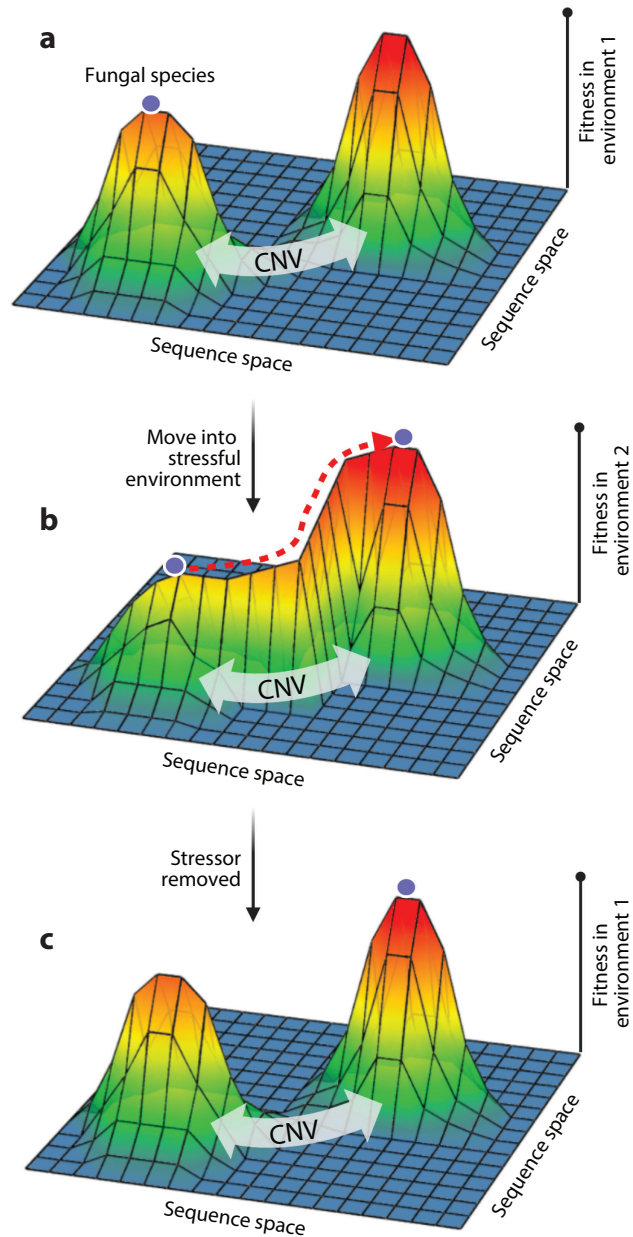 a
Fungal species
Fitness in
environment 1
CNV
Sequence space
Sequence space
Move into
stressful
environment
b
Fitness in
environment 2
CNV
Sequence space
Sequence space
Stressor
removed
c
Fitness in
environment 1
CNV
Sequence space
Sequence space